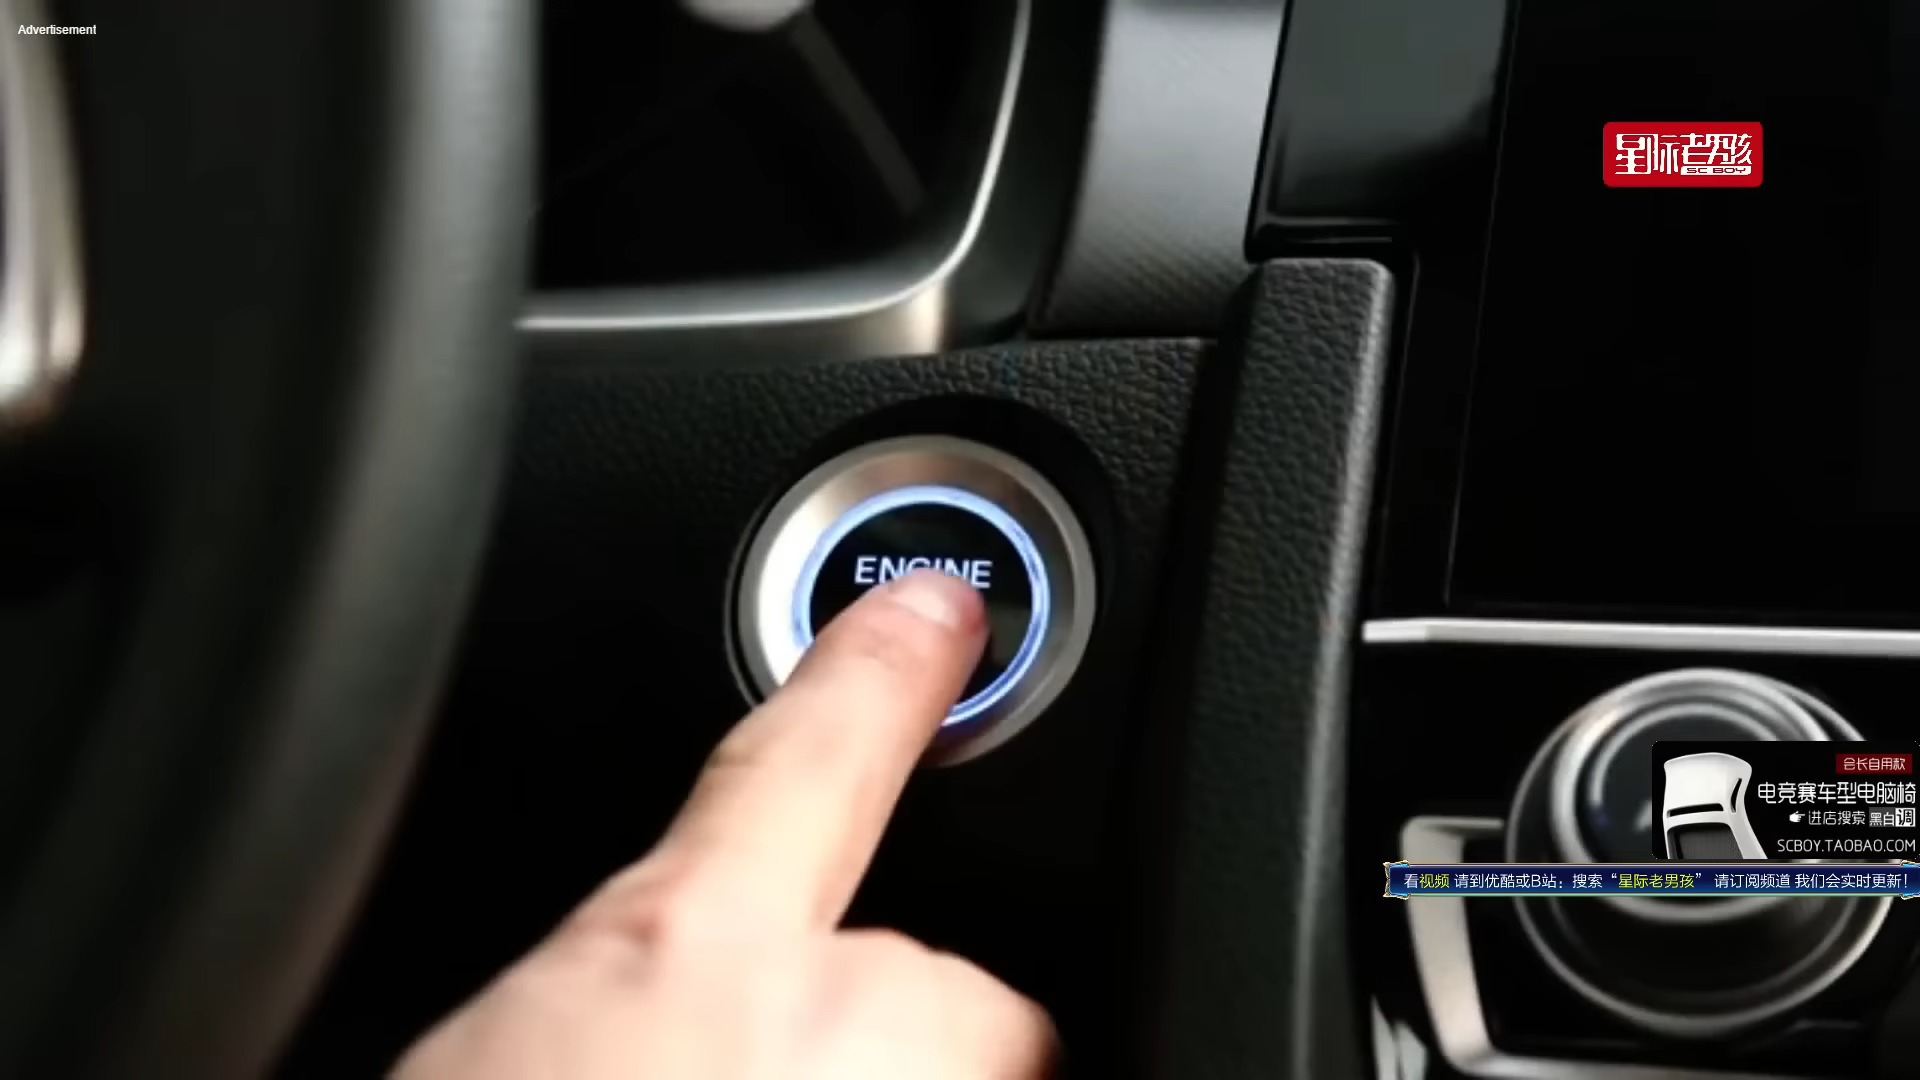 Advertisement
星际老男孩
SC BOY
ENGINE
会长自用款
电竞赛车型电脑椅
进店搜索 黑白调
SCBOY.TAOBAO.COM
看视频 请到优酷或B站：搜索“星际老男孩” 请订阅频道 我们会实时更新！